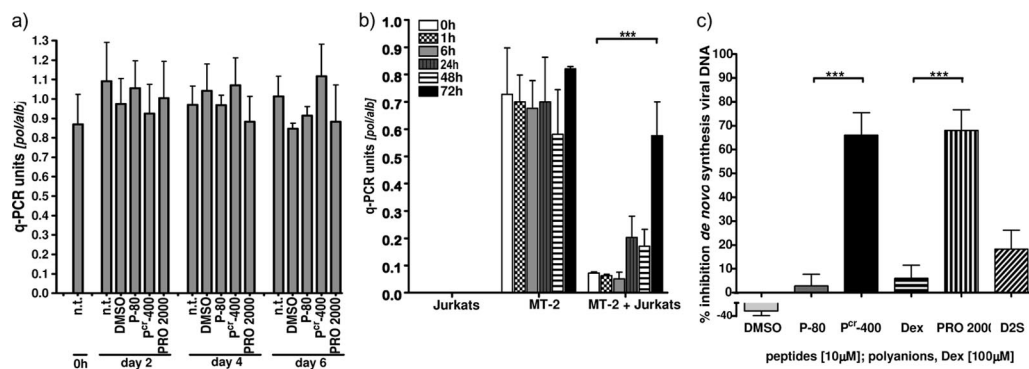 a)
q-PCR units [pol/alb]
1.3
1.2
1.1
1.0
0.9
0.8
0.7
0.6
0.5
0.4
0.3
0.2
0.1
0.0
n.t.
n.t.
DMSO
P-80
Pcr-400
PRO 2000
n.t.
DMSO
P-80
Pcr-400
PRO 2000
n.t.
DMSO
P-80
Pcr-400
PRO 2000
0h
day 2
day 4
day 6
b)
q-PCR units [pol/alb]
1.0
0.9
0.8
0.7
0.6
0.5
0.4
0.3
0.2
0.1
0.0
0h
1h
6h
24h
48h
72h
***
Jurkats
MT-2
MT-2 + Jurkats
c)
% inhibition de novo synthesis viral DNA
100
90
80
70
60
50
40
30
20
10
0
-40
***
***
DMSO
P-80
Pcr-400
Dex
PRO 200(
D2S
peptides [10µM]; polyanions, Dex [100µM]